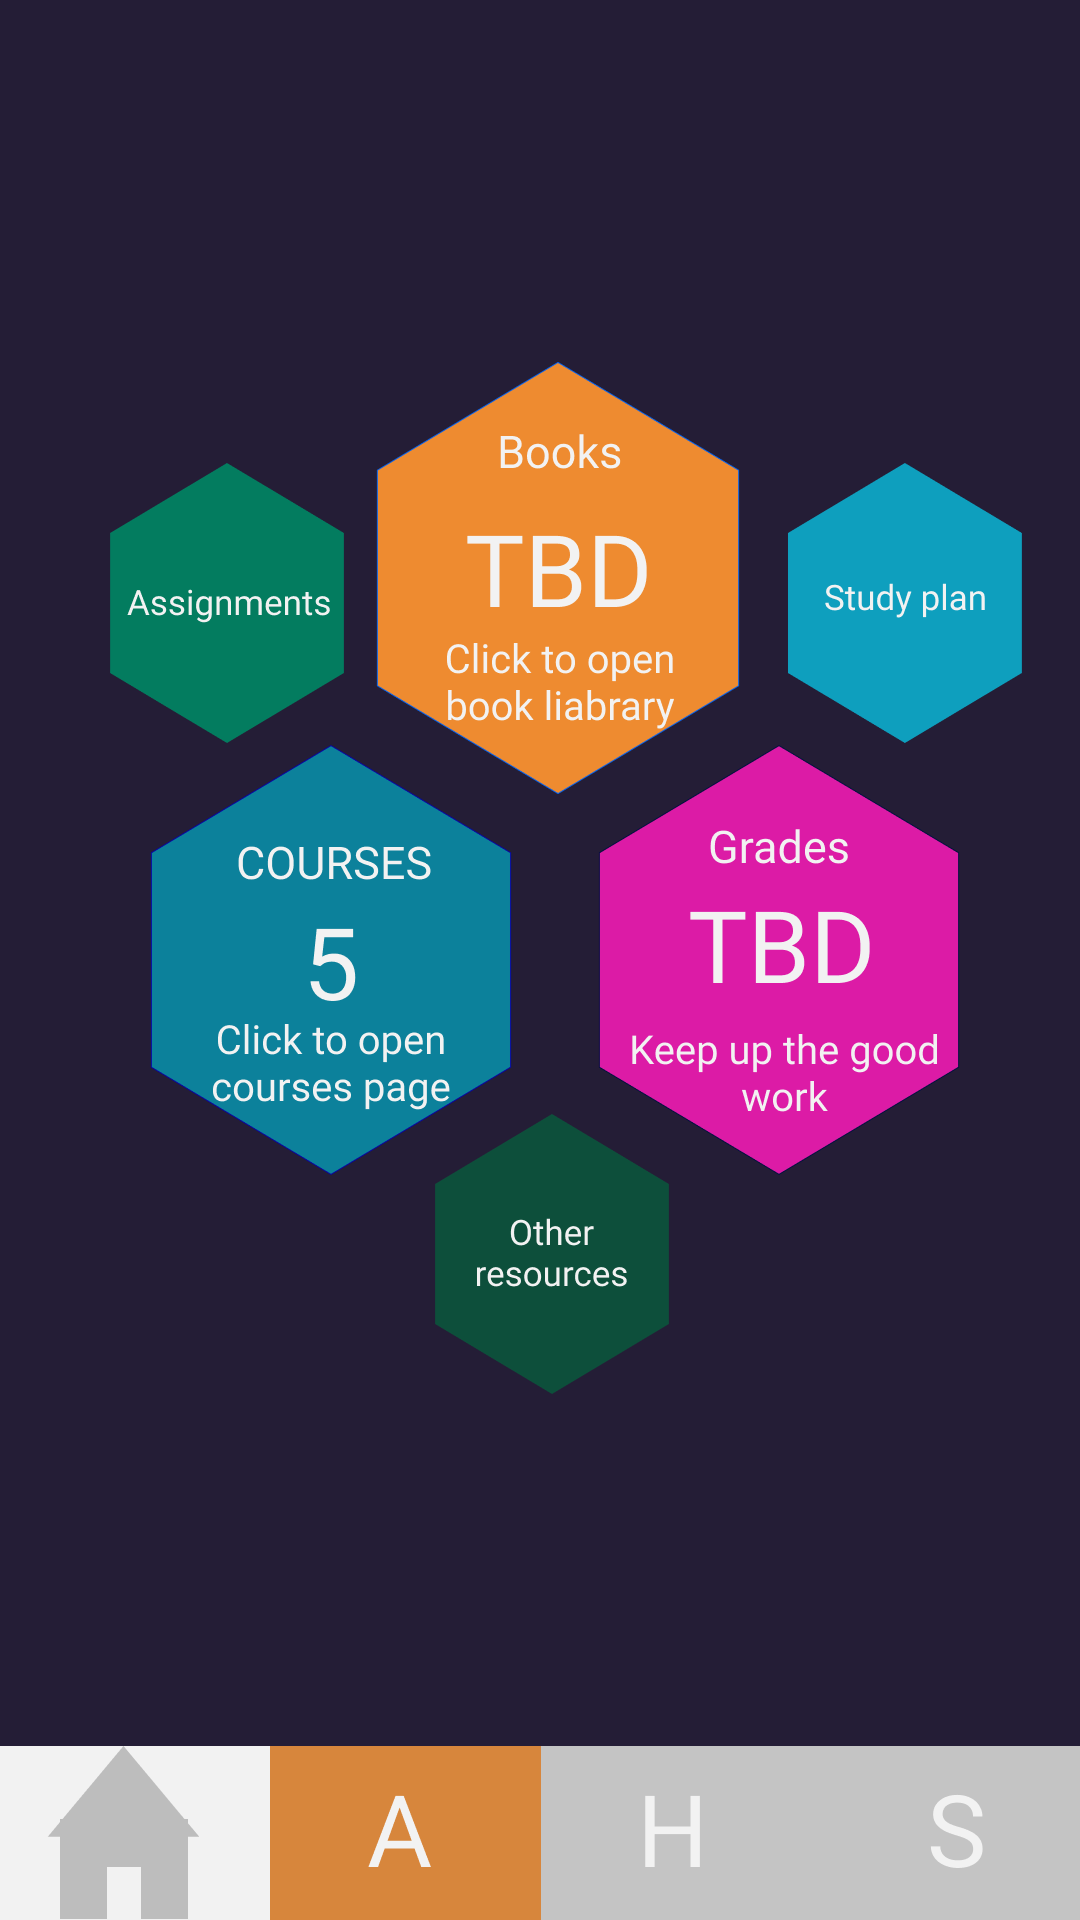 Books
TBD
Click to open
book liabrary
Assignments
Study plan
COURSES
5
Click to open
courses page
Grades
TBD
Keep up the good
work
Other
resources
A
H
S